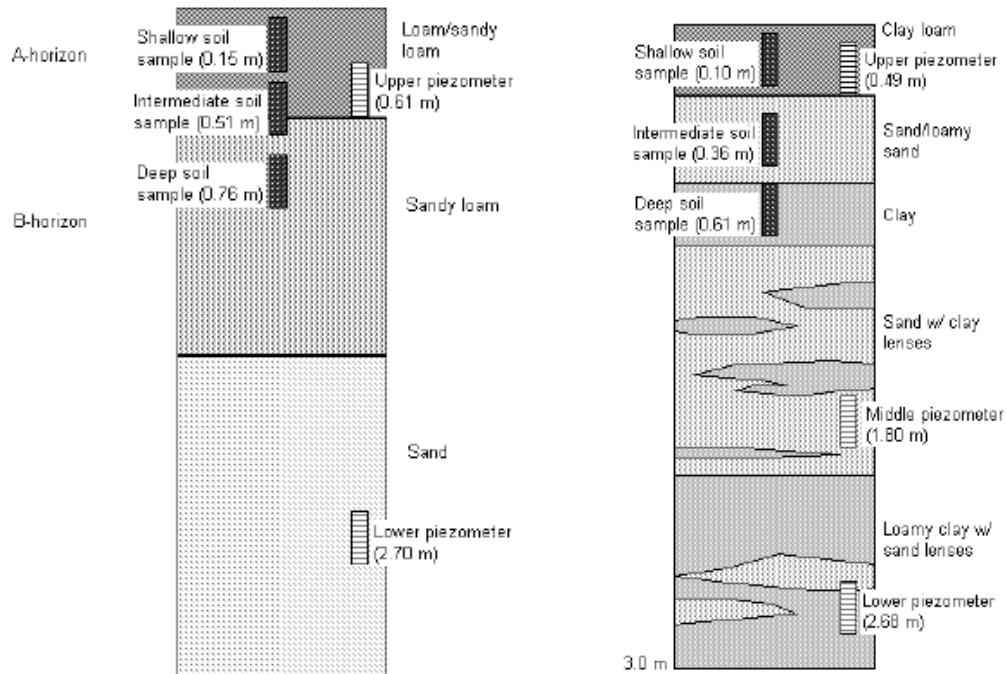 A-horizon
B-horizon
Shallow soil
sample (0.15 m)
Intermediate soil
sample (0.51 m)
Deep soil
sample (0.76 m)
Loam/sandy
loam
Upper piezometer
(0.61 m)
Sandy loam
Sand
Lower piezometer
(2.70 m)
Clay loam
Shallow soil
sample (0.10 m)
Upper piezometer
(0.49 m)
Intermediate soil
sample (0.36 m)
Sand/loamy
sand
Deep soil
sample (0.61 m)
Clay
Sand w/ clay
lenses
Middle piezometer
(1.80 m)
Loamy clay w/
sand lenses
Lower piezometer
(2.68 m)
3.0 m